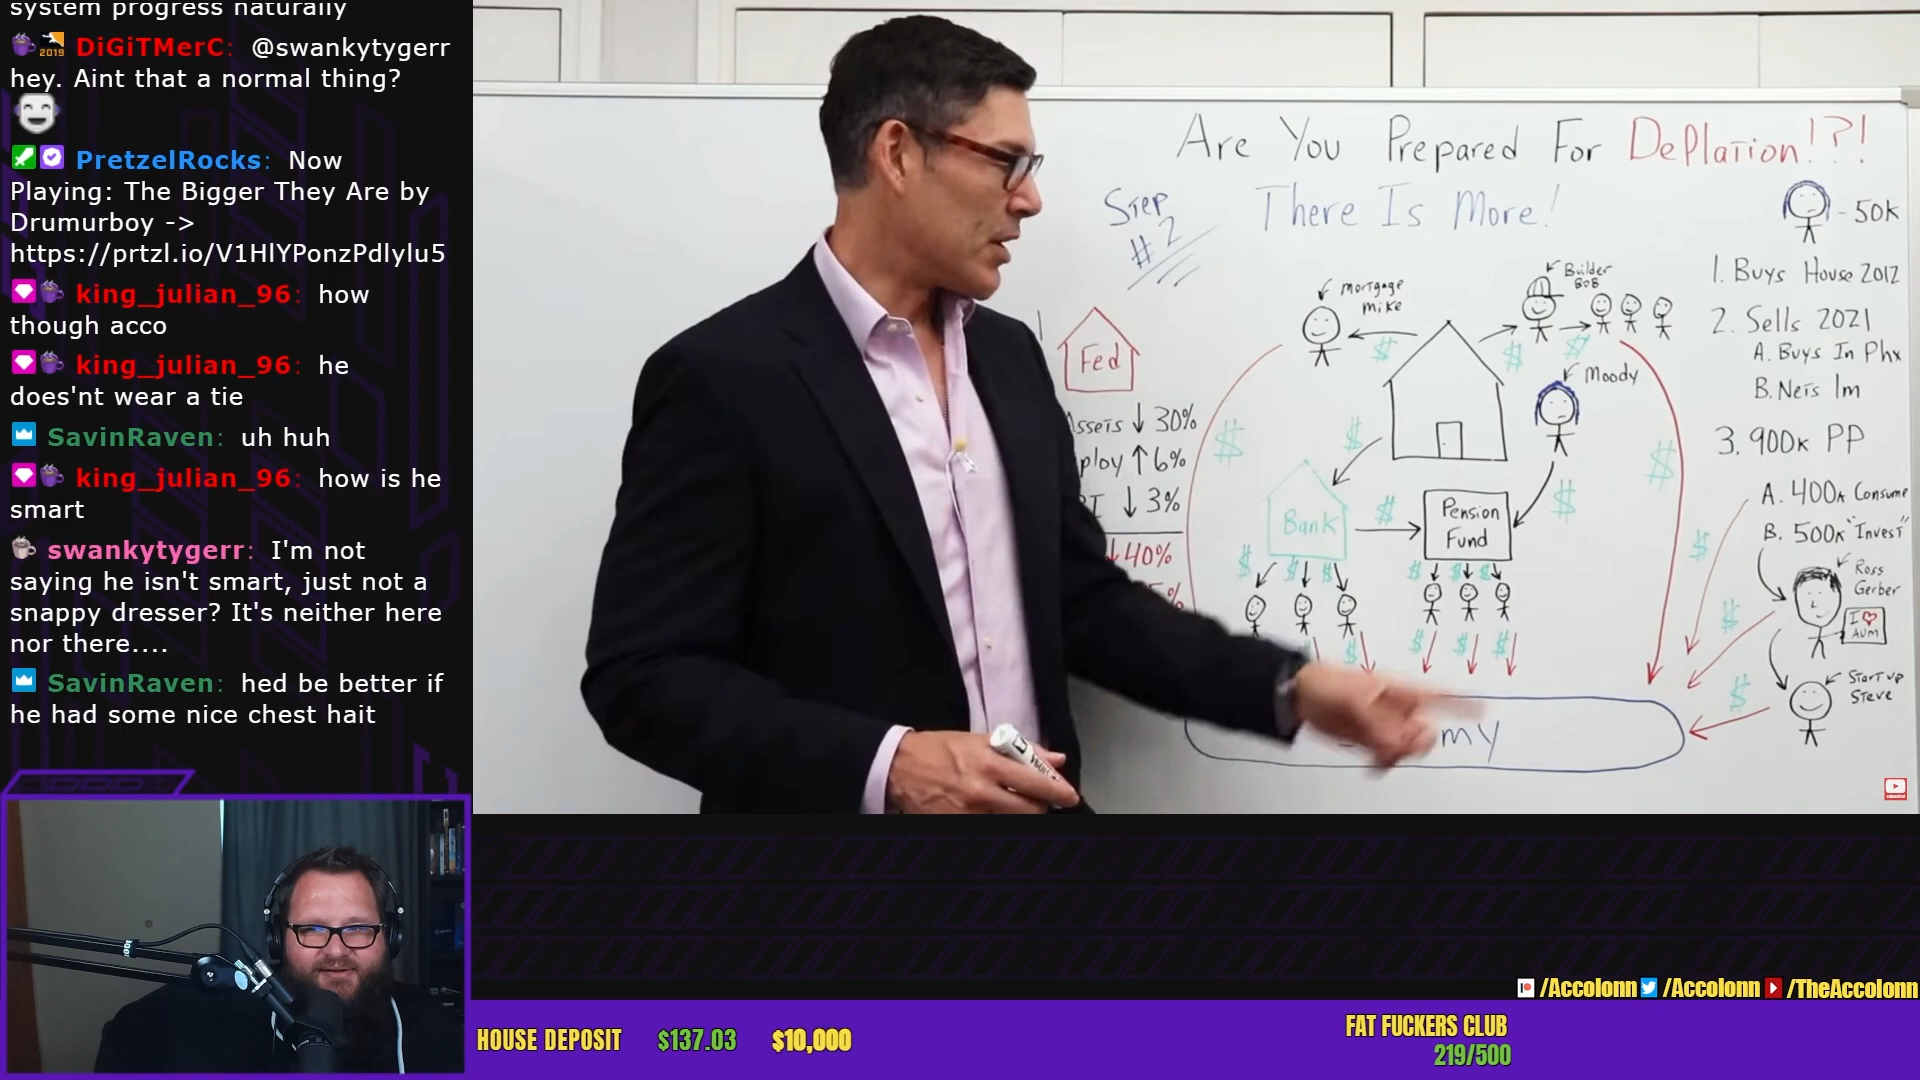 system progress naturally
2019 DiGiTMerC: @swankytygerr
hey. Aint that a normal thing?
PretzelRocks: Now
Playing: The Bigger They Are by
Drumurboy ->
https://prtzl.io/V1HlYPonzPdlylu5
king_julian_96: how
though acco
king_julian_96: he
does'nt wear a tie
SavinRaven: uh huh
king_julian_96: how is he
smart
swankytygerr: I'm not
saying he isn't smart, just not a
snappy dresser? It's neither here
nor there....
SavinRaven: hed be better if
he had some nice chest hait
Are You Prepared For Deflation!?!
Step
#2
There Is More!
Fed
ssets ↓ 30%
ploy ↑ 6%
I ↓ 3%
↓ 40%
%
Mortgage
Mike
Builder
BOB
Moody
Bank
Pension
Fund
my
- 50k
1. Buys House 2012
2. Sells 2021
A. Buys In Phx
B. Nets 1m
3. 900k PP
A. 400k Consume
B. 500k "Invest"
Ross
Gerber
I ❤
AUM
Startup
Steve
/Accolonn /Accolonn /TheAccolonn
HOUSE DEPOSIT $137.03 $10,000
FAT FUCKERS CLUB
219/500